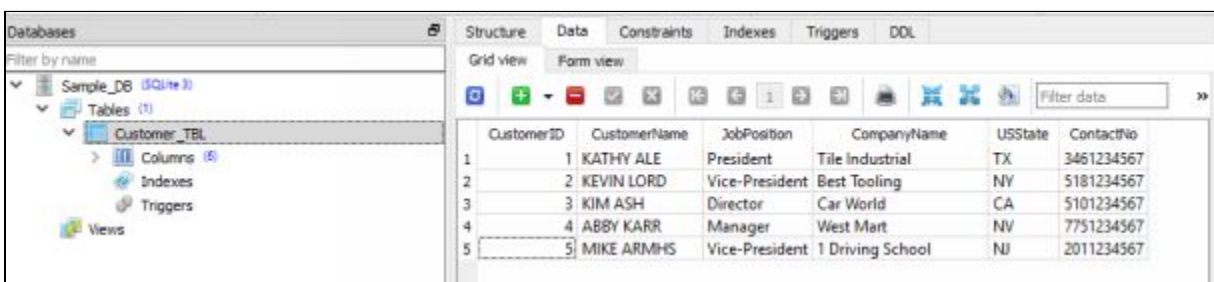 Databases
Filter by name
Sample_DB (SQLite 3)
Tables (1)
Customer_TBL
Columns (6)
Indexes
Triggers
Views
Structure Data Constraints Indexes Triggers DDL
Grid view Form view
1 Filter data »
CustomerID CustomerName JobPosition CompanyName USState ContactNo
1 1 KATHY ALE President Tile Industrial TX 3461234567
2 2 KEVIN LORD Vice-President Best Tooling NY 5181234567
3 3 KIM ASH Director Car World CA 5101234567
4 4 ABBY KARR Manager West Mart NV 7751234567
5 5 MIKE ARMHS Vice-President 1 Driving School NJ 2011234567